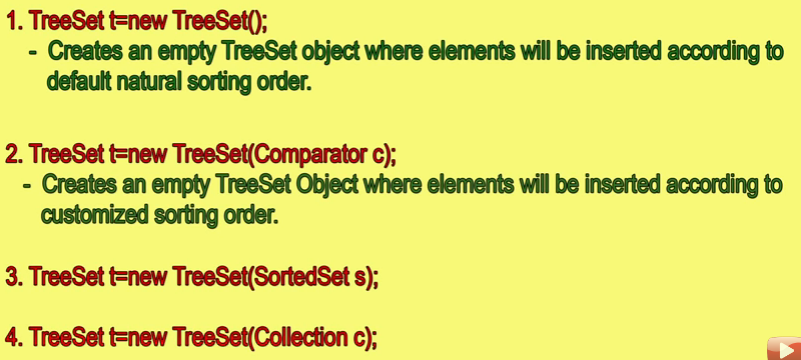 1. TreeSet t=new TreeSet();
- Creates an empty TreeSet object where elements will be inserted according to
default natural sorting order.
2. TreeSet t=new TreeSet(Comparator c);
- Creates an empty TreeSet Object where elements will be inserted according to
customized sorting order.
3. TreeSet t=new TreeSet(SortedSet s);
4. TreeSet t=new TreeSet(Collection c);